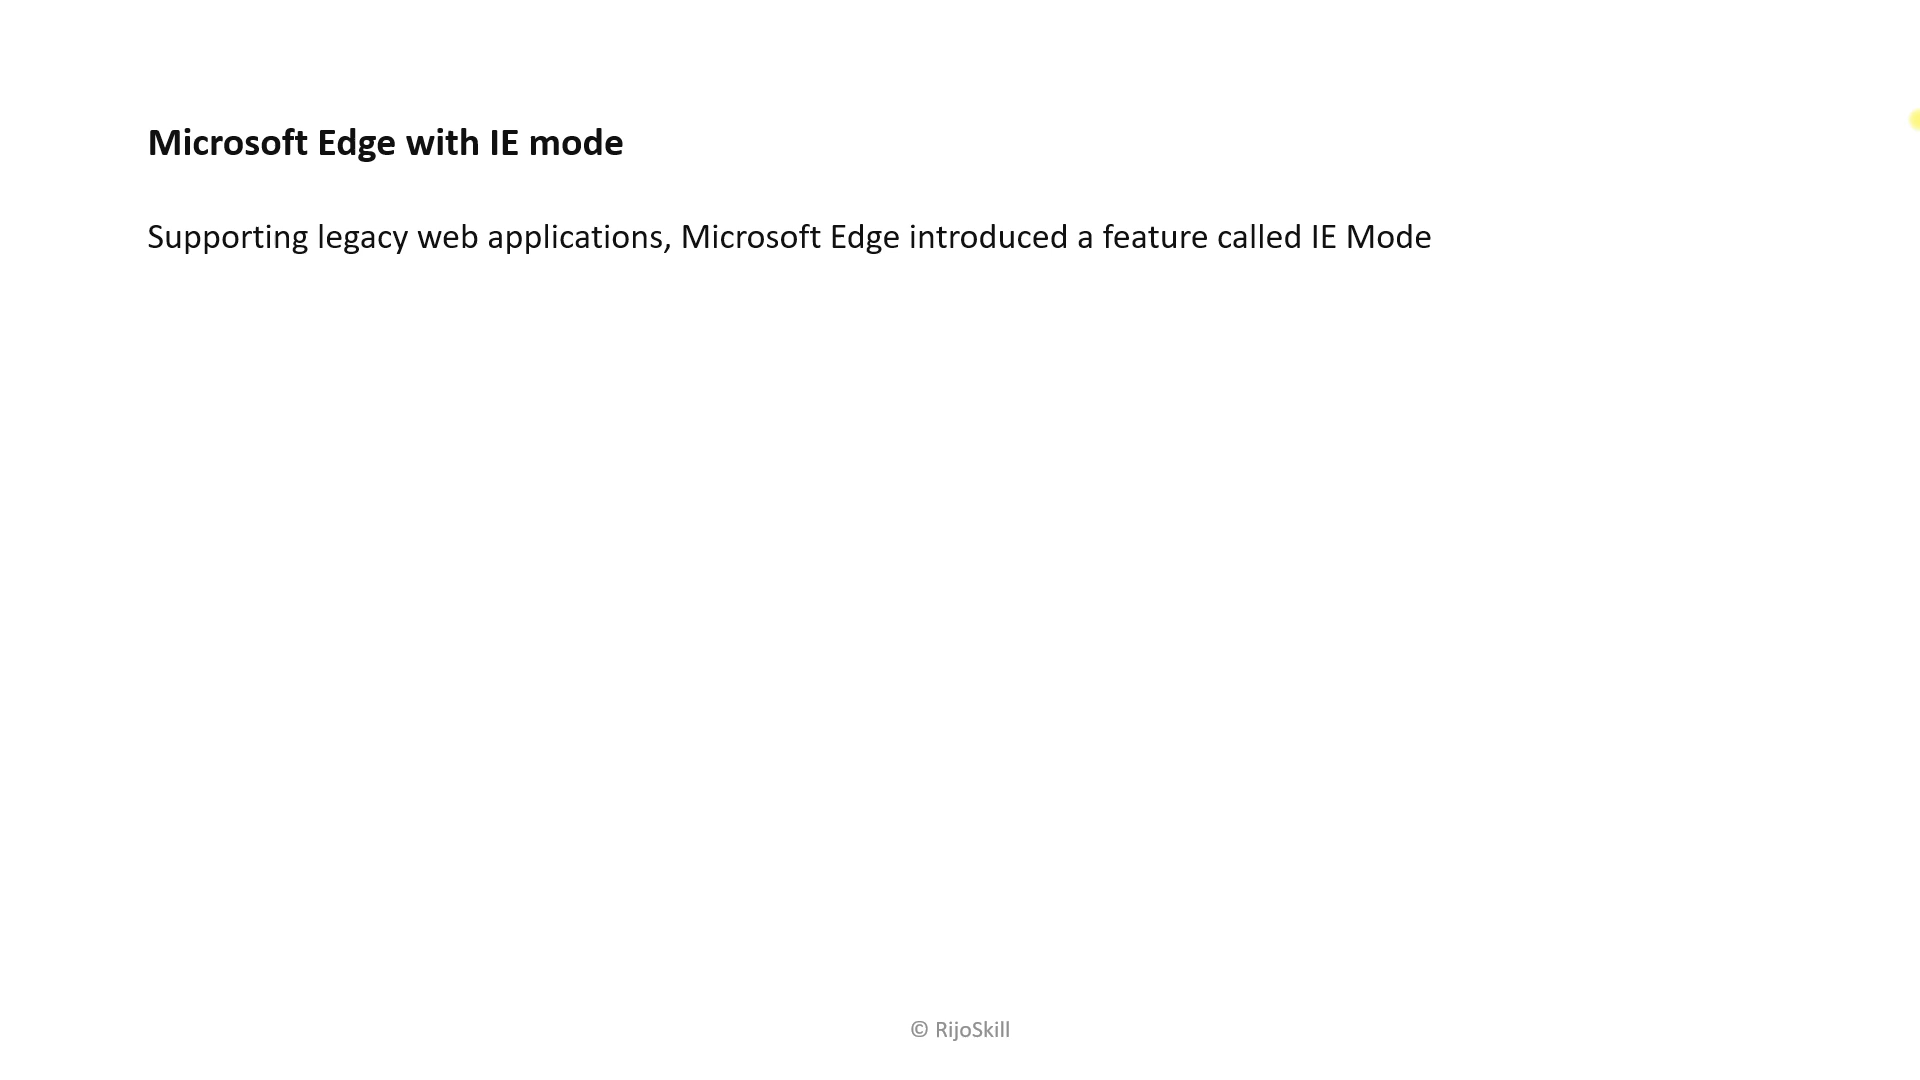 Microsoft Edge with IE mode
Supporting legacy web applications, Microsoft Edge introduced a feature called IE Mode
© RijoSkill